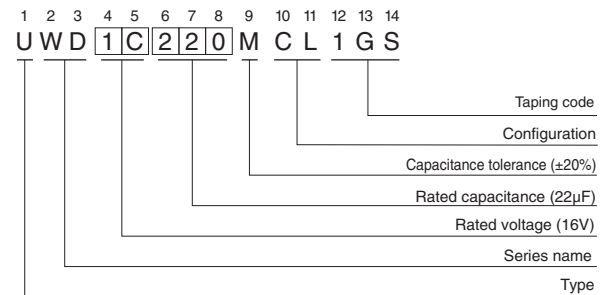 1 2 3 4 5 6 7 8 9 10 11 12 13 14
U W D 1 C 2 2 0 M C L 1 G S
Taping code
Configuration
Capacitance tolerance (±20%)
Rated capacitance (22µF)
Rated voltage (16V)
Series name
Type